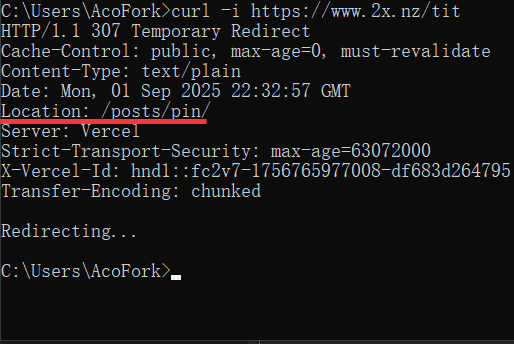 C:\Users\AcoFork>curl -i https://www.2x.nz/tit
HTTP/1.1 307 Temporary Redirect
Cache-Control: public, max-age=0, must-revalidate
Content-Type: text/plain
Date: Mon, 01 Sep 2025 22:32:57 GMT
Location: /posts/pin/
Server: Vercel
Strict-Transport-Security: max-age=63072000
X-Vercel-Id: hnd1::fc2v7-1756765977008-df683d264795
Transfer-Encoding: chunked
Redirecting...
C:\Users\AcoFork>